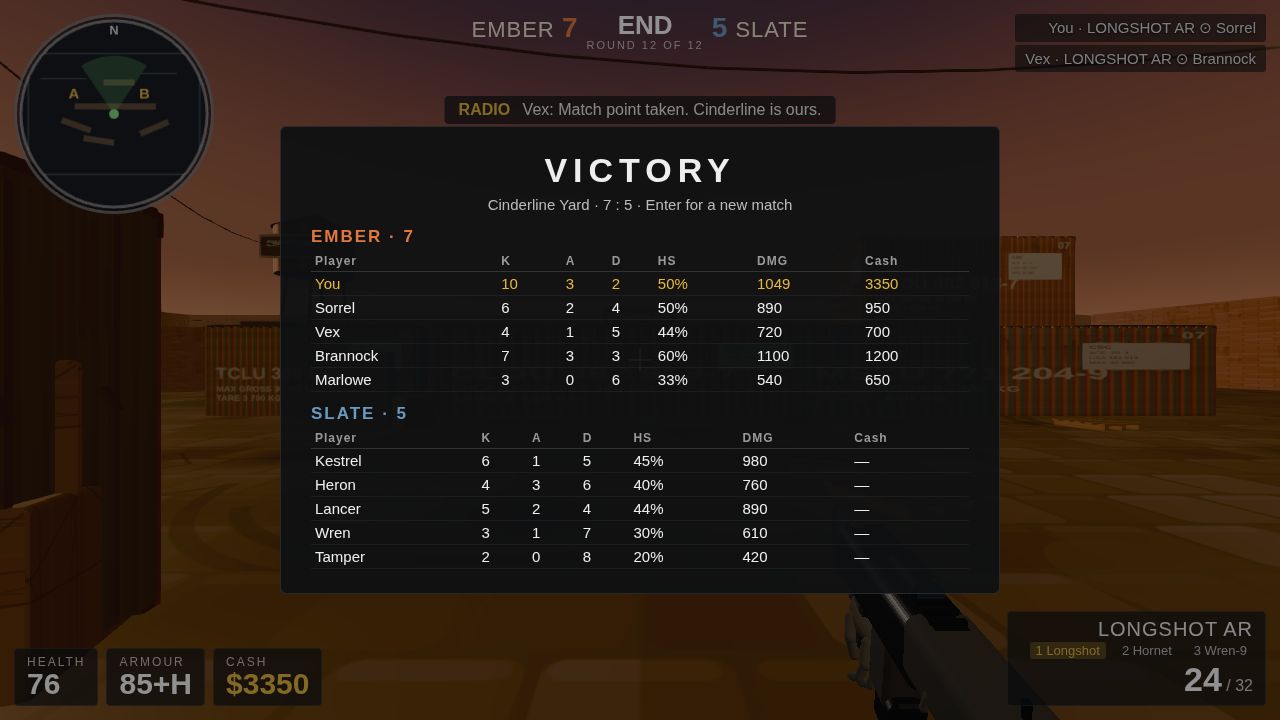 N
A B
EMBER 7 END 5 SLATE
ROUND 12 OF 12
You · LONGSHOT AR ⊙ Sorrel
Vex · LONGSHOT AR ⊙ Brannock
RADIO Vex: Match point taken. Cinderline is ours.
VICTORY
Cinderline Yard · 7 : 5 · Enter for a new match
EMBER · 7
Player K A D HS DMG Cash
You 10 3 2 50% 1049 3350
Sorrel 6 2 4 50% 890 950
Vex 4 1 5 44% 720 700
Brannock 7 3 3 60% 1100 1200
Marlowe 3 0 6 33% 540 650
SLATE · 5
Player K A D HS DMG Cash
Kestrel 6 1 5 45% 980 —
Heron 4 3 6 40% 760 —
Lancer 5 2 4 44% 890 —
Wren 3 1 7 30% 610 —
Tamper 2 0 8 20% 420 —
07
07
TCLU 3
MAX GROSS
TARE 3 700 KG
204-9
HEALTH
76
ARMOUR
85+H
CASH
$3350
LONGSHOT AR
1 Longshot 2 Hornet 3 Wren-9
24 / 32